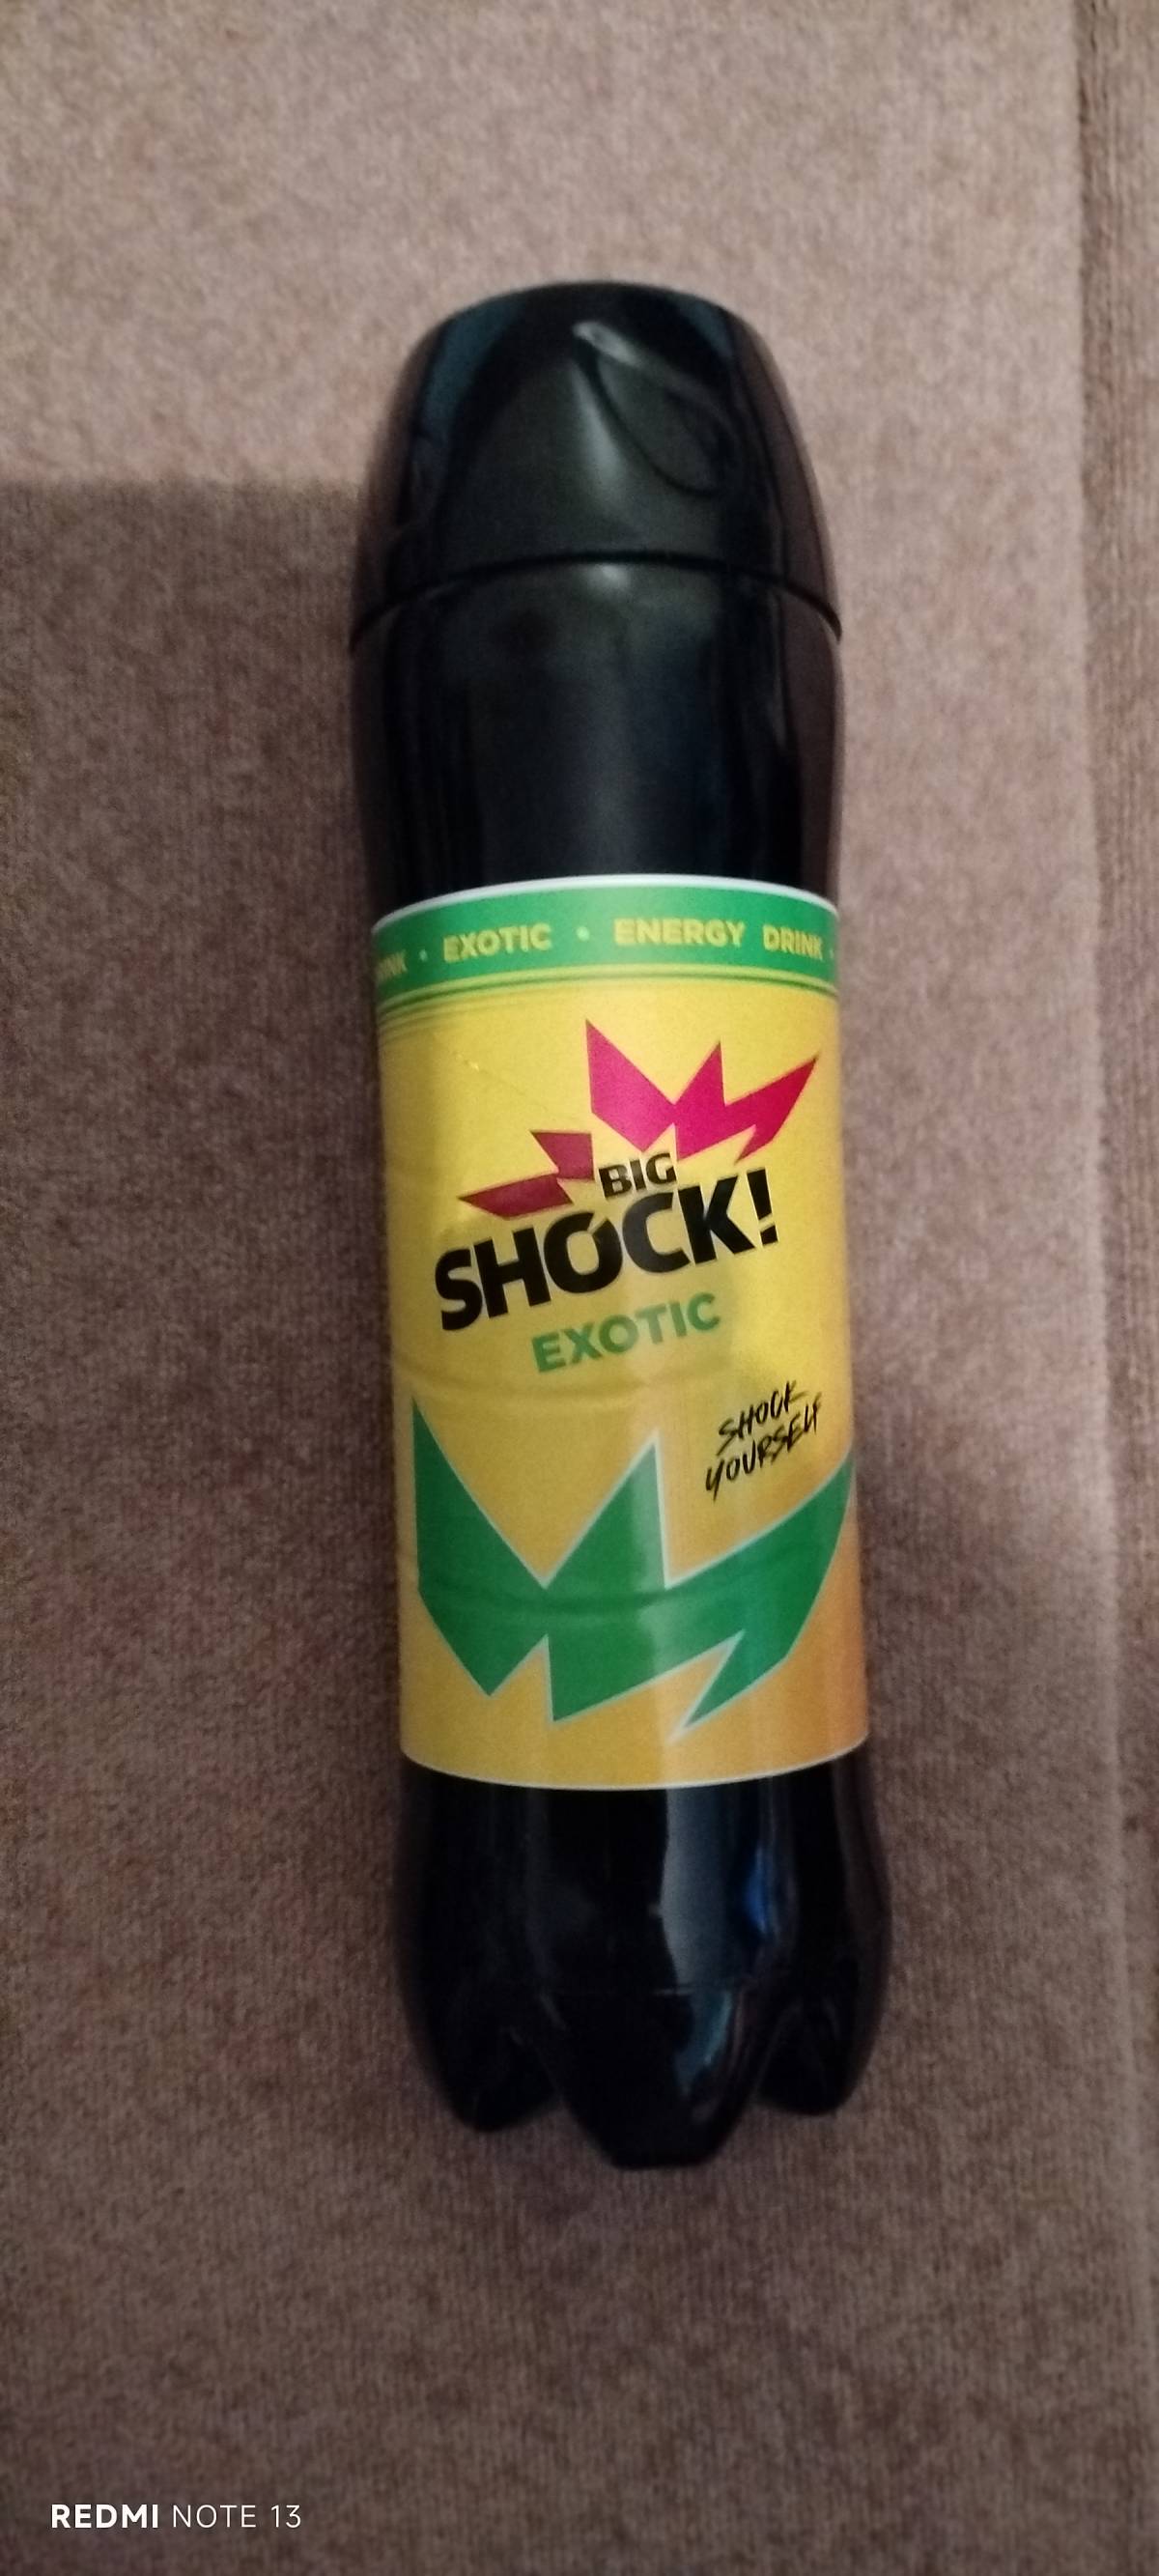 DRINK • EXOTIC • ENERGY DRINK •
BIG
SHOCK!
EXOTIC
SHOCK
YOURSELF
REDMI NOTE 13